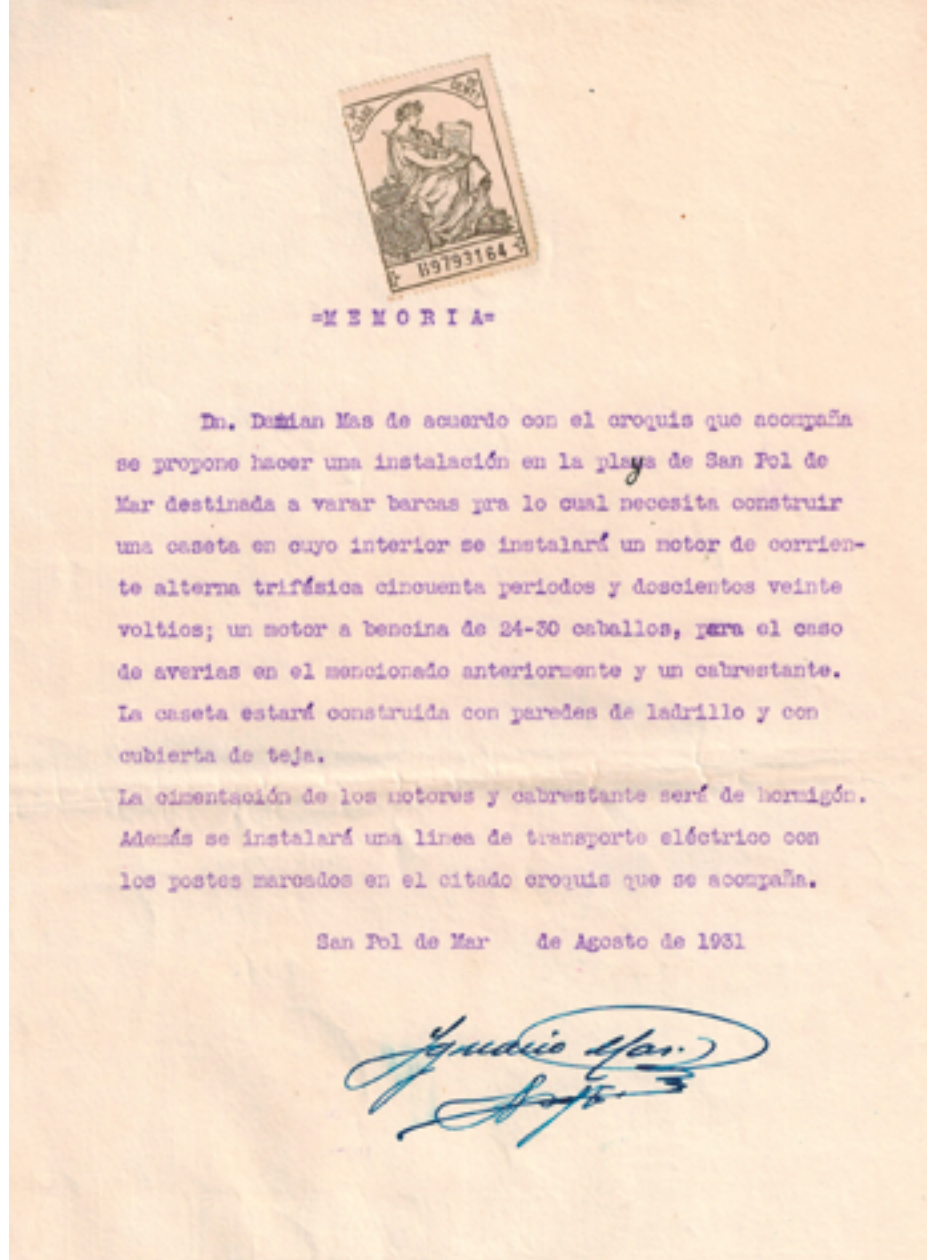 119793164
=M E M O R I A=
Dn. Damian Mas de acuerdo con el croquis que acompaña
se propone hacer una instalación en la playa de San Pol de
Mar destinada a varar barcas pra lo cual necesita construir
una caseta en cuyo interior se instalará un motor de corrien-
te alterna trifásica cincuenta periodos y doscientos veinte
voltios; un motor a bencina de 24-30 caballos, para el caso
de averias en el mencionado anteriormente y un cabrestante.
La caseta estará construida con paredes de ladrillo y con
cubierta de teja.
La cimentación de los motores y cabrestante será de hormigón.
Además se instalará una linea de transporte eléctrico con
los postes marcados en el citado croquis que se acompaña.
San Pol de Mar de Agosto de 1931
Ignacio Mas